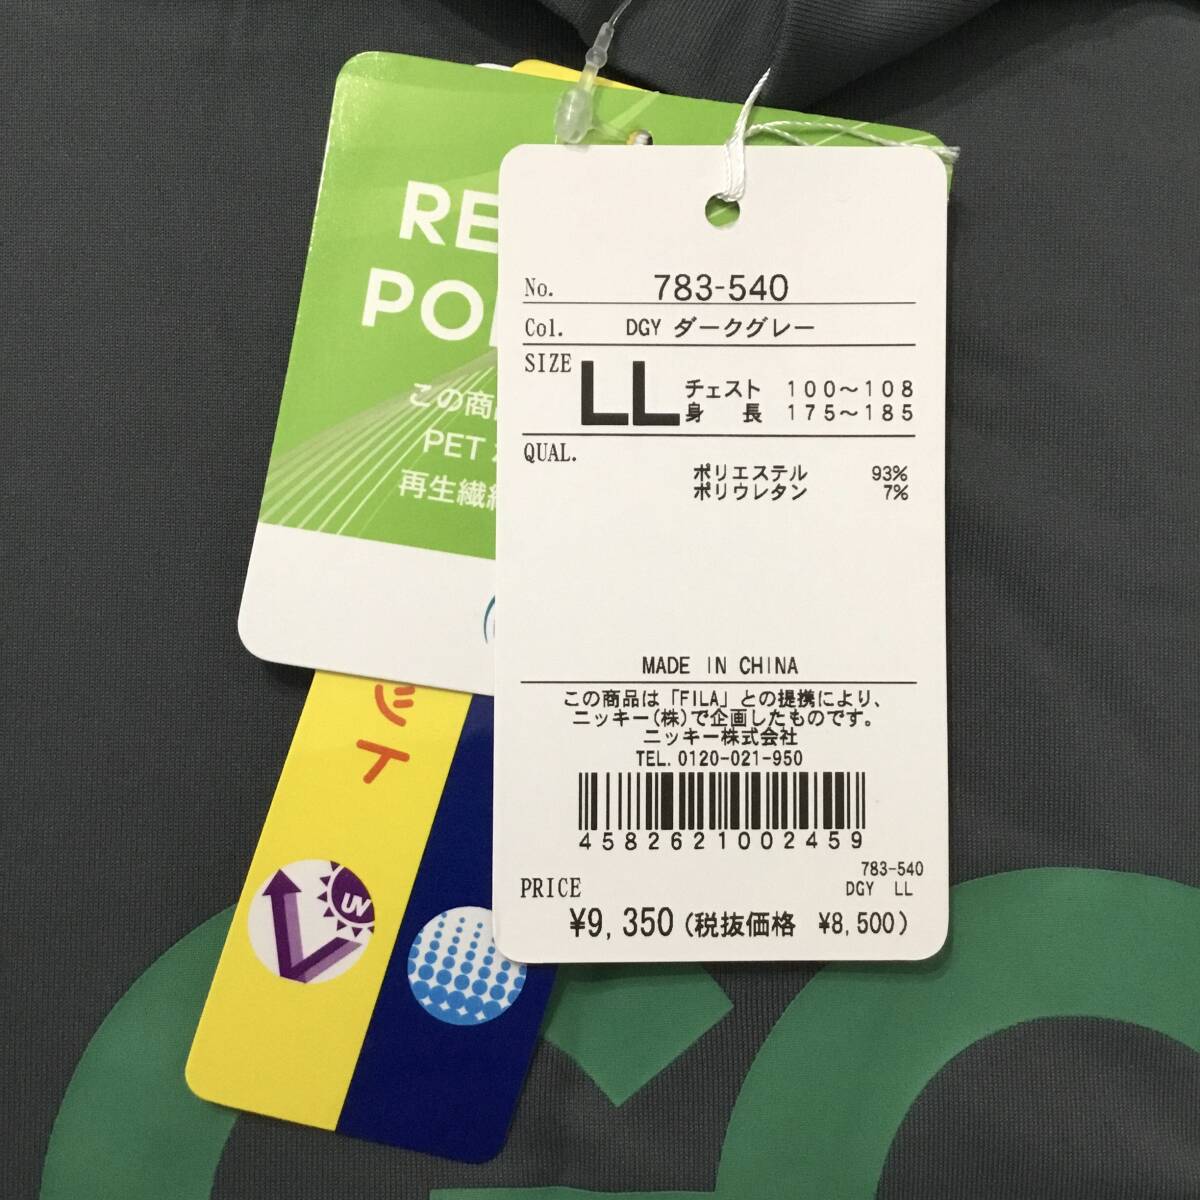 RE
PO
この商
PET
再生繊
No. 783-540
Col. DGY ダークグレー
SIZE LL チェスト 100～108
身 長 175～185
QUAL.
ポリエステル 93%
ポリウレタン 7%
MADE IN CHINA
この商品は「FILA」との提携により、
ニッキー(株)で企画したものです。
ニッキー株式会社
TEL. 0120-021-950
4582621002459
783-540
DGY LL
PRICE
¥9,350 (税抜価格 ¥8,500)
ット
UV